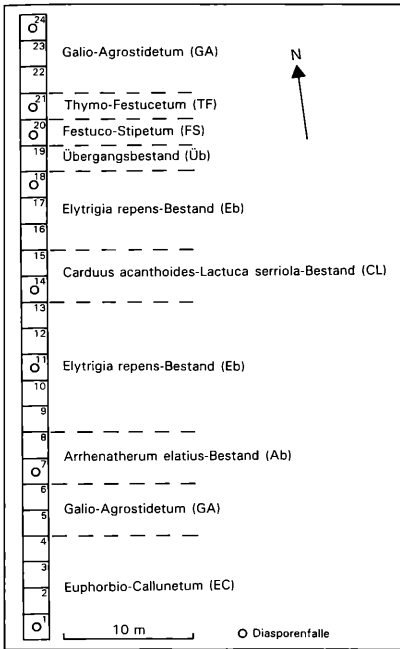 24
23
Galio-Agrostidetum (GA)
N
22
21
Thymo-Festucetum (TF)
20
Festuco-Stipetum (FS)
19
Übergangsbestand (Üb)
18
17
Elytrigia repens-Bestand (Eb)
16
15
Carduus acanthoides-Lactuca serriola-Bestand (CL)
14
13
12
11
Elytrigia repens-Bestand (Eb)
10
9
8
Arrhenatherum elatius-Bestand (Ab)
7
6
Galio-Agrostidetum (GA)
5
4
3
Euphorbio-Callunetum (EC)
2
1
10 m
Diasporenfalle